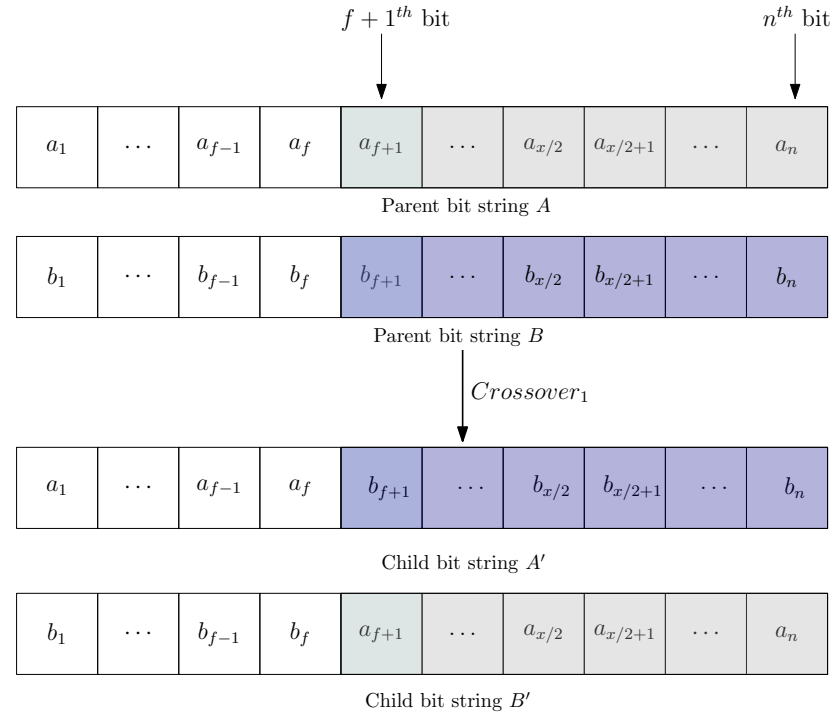 f + 1^{th} bit n^{th} bit
a_1 ... a_{f-1} a_f a_{f+1} ... a_{x/2} a_{x/2+1} ... a_n
Parent bit string A
b_1 ... b_{f-1} b_f b_{f+1} ... b_{x/2} b_{x/2+1} ... b_n
Parent bit string B
Crossover_1
a_1 ... a_{f-1} a_f b_{f+1} ... b_{x/2} b_{x/2+1} ... b_n
Child bit string A′
b_1 ... b_{f-1} b_f a_{f+1} ... a_{x/2} a_{x/2+1} ... a_n
Child bit string B′